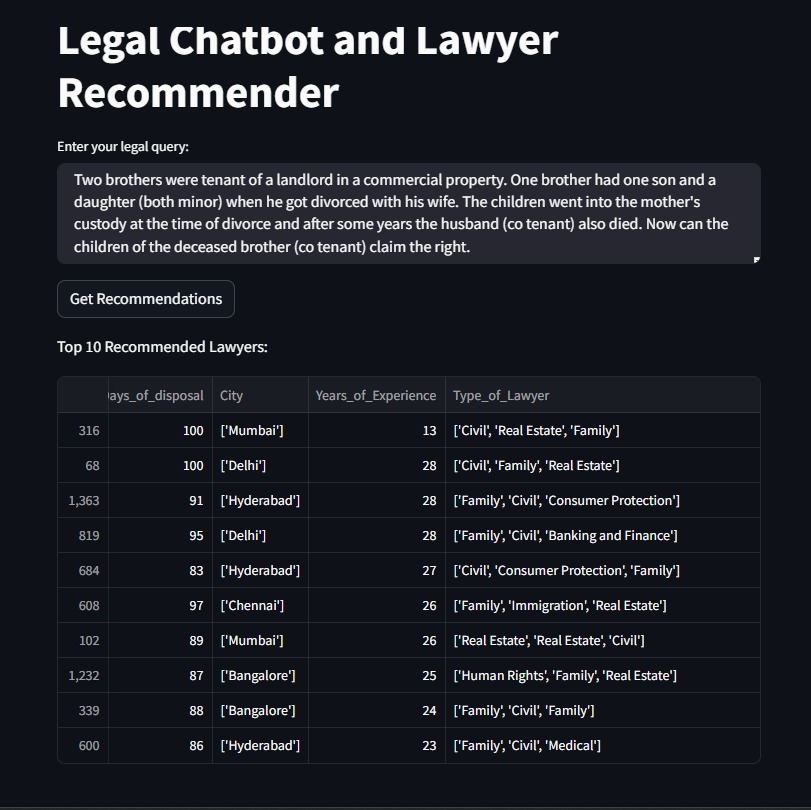 Legal Chatbot and Lawyer
Recommender
Enter your legal query:
Two brothers were tenant of a landlord in a commercial property. One brother had one son and a
daughter (both minor) when he got divorced with his wife. The children went into the mother's
custody at the time of divorce and after some years the husband (co tenant) also died. Now can the
children of the deceased brother (co tenant) claim the right.
Get Recommendations
Top 10 Recommended Lawyers:
ays_of_disposal City Years_of_Experience Type_of_Lawyer
316 100 ['Mumbai'] 13 ['Civil', 'Real Estate', 'Family']
68 100 ['Delhi'] 28 ['Civil', 'Family', 'Real Estate']
1,363 91 ['Hyderabad'] 28 ['Family', 'Civil', 'Consumer Protection']
819 95 ['Delhi'] 28 ['Family', 'Civil', 'Banking and Finance']
684 83 ['Hyderabad'] 27 ['Civil', 'Consumer Protection', 'Family']
608 97 ['Chennai'] 26 ['Family', 'Immigration', 'Real Estate']
102 89 ['Mumbai'] 26 ['Real Estate', 'Real Estate', 'Civil']
1,232 87 ['Bangalore'] 25 ['Human Rights', 'Family', 'Real Estate']
339 88 ['Bangalore'] 24 ['Family', 'Civil', 'Family']
600 86 ['Hyderabad'] 23 ['Family', 'Civil', 'Medical']